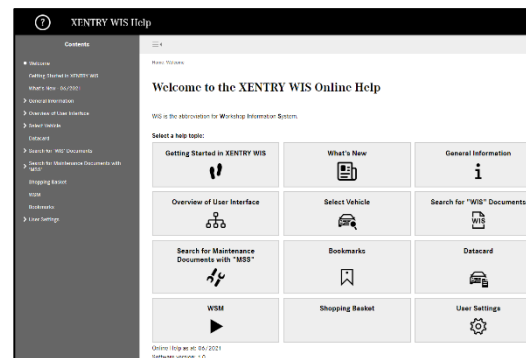 ? XENTRY WIS Help
Contents
Welcome
Getting Started in XENTRY WIS
What's New - 06/2021
General Information
Overview of User Interface
Select Vehicle
Datacard
Search for "WIS" Documents
Search for Maintenance Documents with
"MSS"
Shopping Basket
WSM
Bookmarks
User Settings
Home: Welcome
Welcome to the XENTRY WIS Online Help
WIS is the abbreviation for Workshop Information System.
Select a help topic:
Getting Started in XENTRY WIS
What's New
General Information
Overview of User Interface
Select Vehicle
Search for "WIS" Documents
WIS
Search for Maintenance
Documents with "MSS"
Bookmarks
Datacard
WSM
Shopping Basket
User Settings
Online Help as at: 06/2021
Software version: 1.0